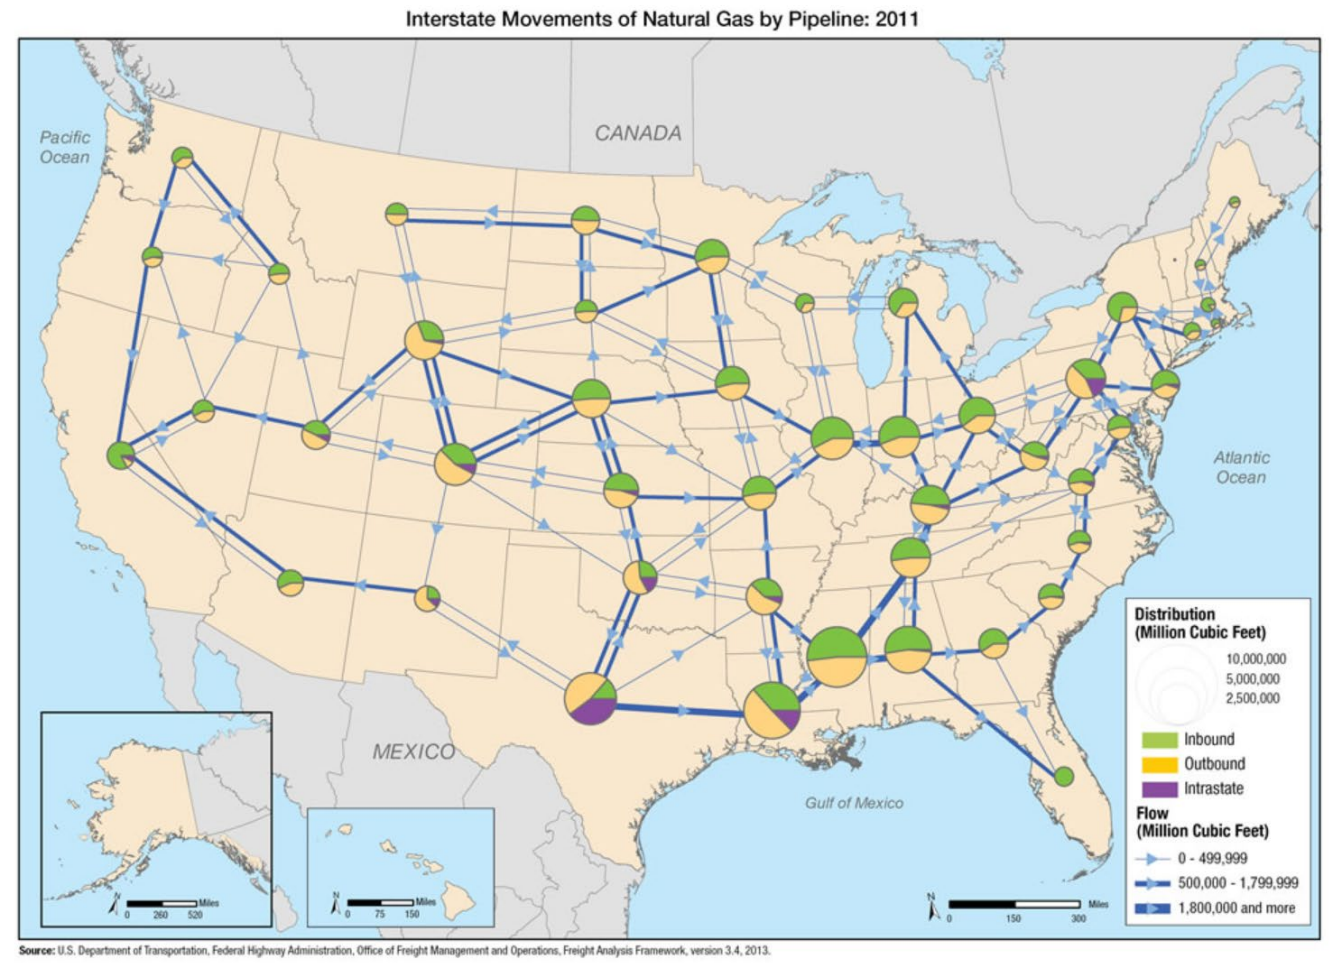 Interstate Movements of Natural Gas by Pipeline: 2011
Pacific
Ocean
CANADA
Atlantic
Ocean
MEXICO
Gulf of Mexico
Distribution
(Million Cubic Feet)
10,000,000
5,000,000
2,500,000
Inbound
Outbound
Intrastate
Flow
(Million Cubic Feet)
0 - 499,999
500,000 - 1,799,999
1,800,000 and more
N
Miles
0 260 520
N
Miles
0 75 150
N
Miles
0 150 300
Source: U.S. Department of Transportation, Federal Highway Administration, Office of Freight Management and Operations, Freight Analysis Framework, version 3.4, 2013.